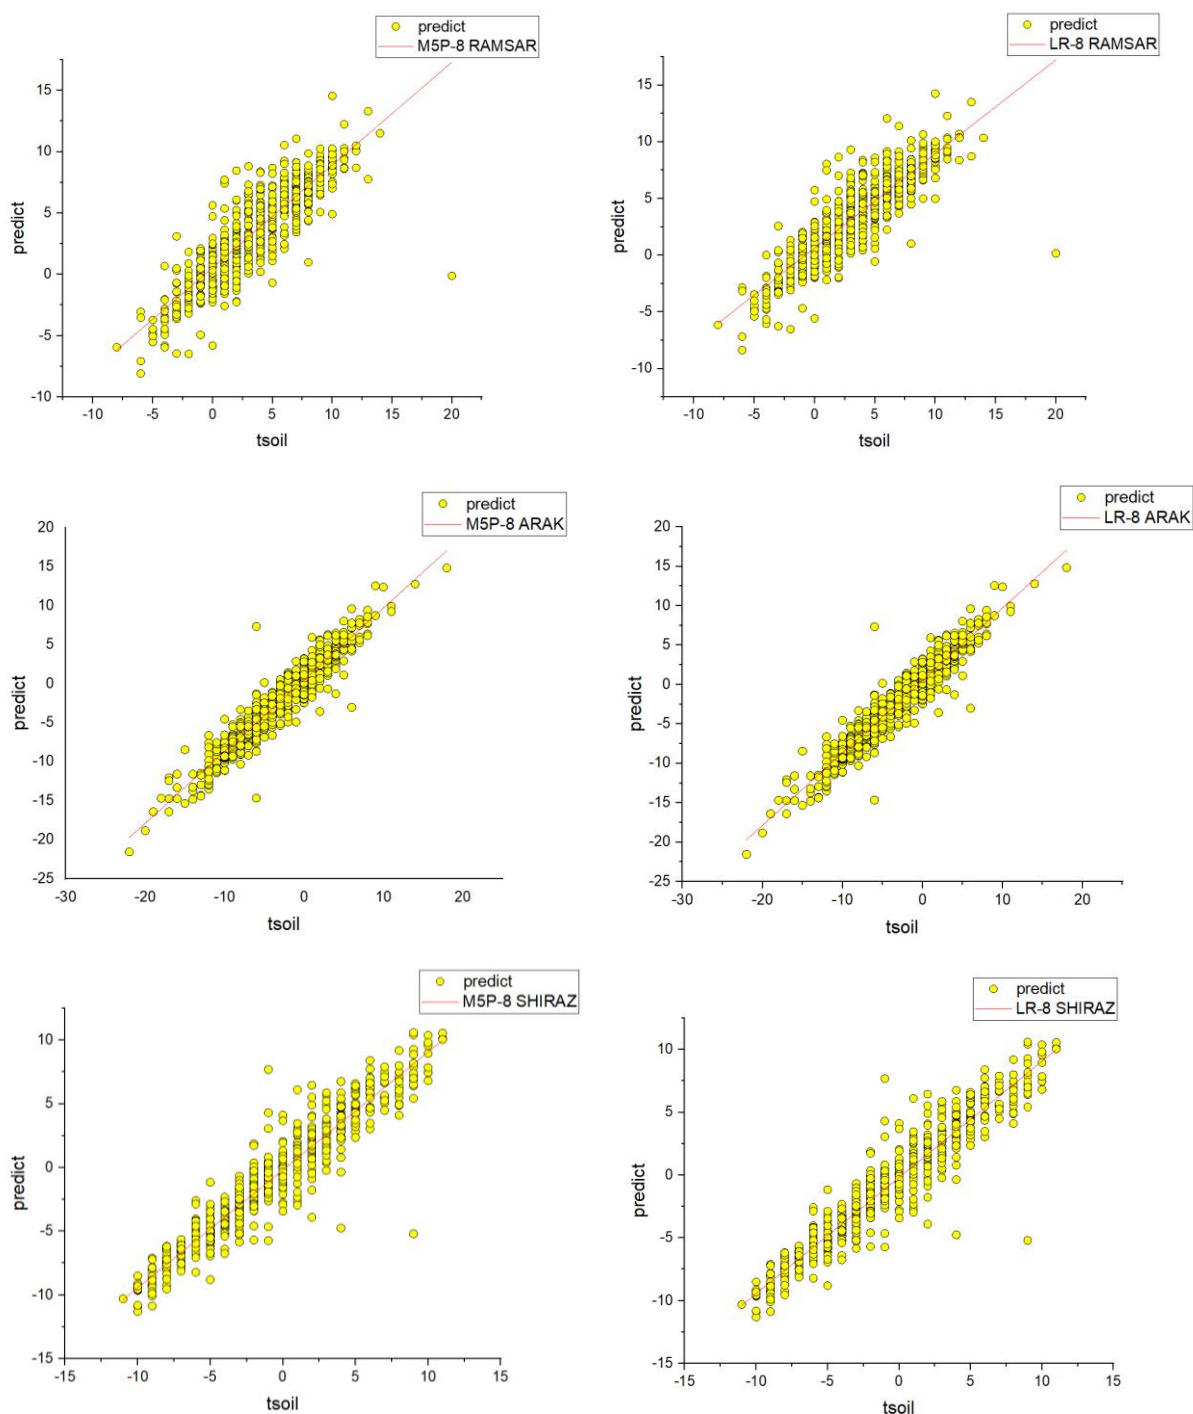 predict
M5P-8 RAMSAR
15
10
5
0
-5
-10
predict
-10 -5 0 5 10 15 20
tsoil
predict
LR-8 RAMSAR
15
10
5
0
-5
-10
predict
-10 -5 0 5 10 15 20
tsoil
predict
M5P-8 ARAK
20
15
10
5
0
-5
-10
-15
-20
-25
predict
-30 -20 -10 0 10 20
tsoil
predict
LR-8 ARAK
20
15
10
5
0
-5
-10
-15
-20
-25
predict
-30 -20 -10 0 10 20
tsoil
predict
M5P-8 SHIRAZ
10
5
0
-5
-10
-15
predict
-15 -10 -5 0 5 10 15
tsoil
predict
LR-8 SHIRAZ
10
5
0
-5
-10
-15
predict
-15 -10 -5 0 5 10 15
tsoil